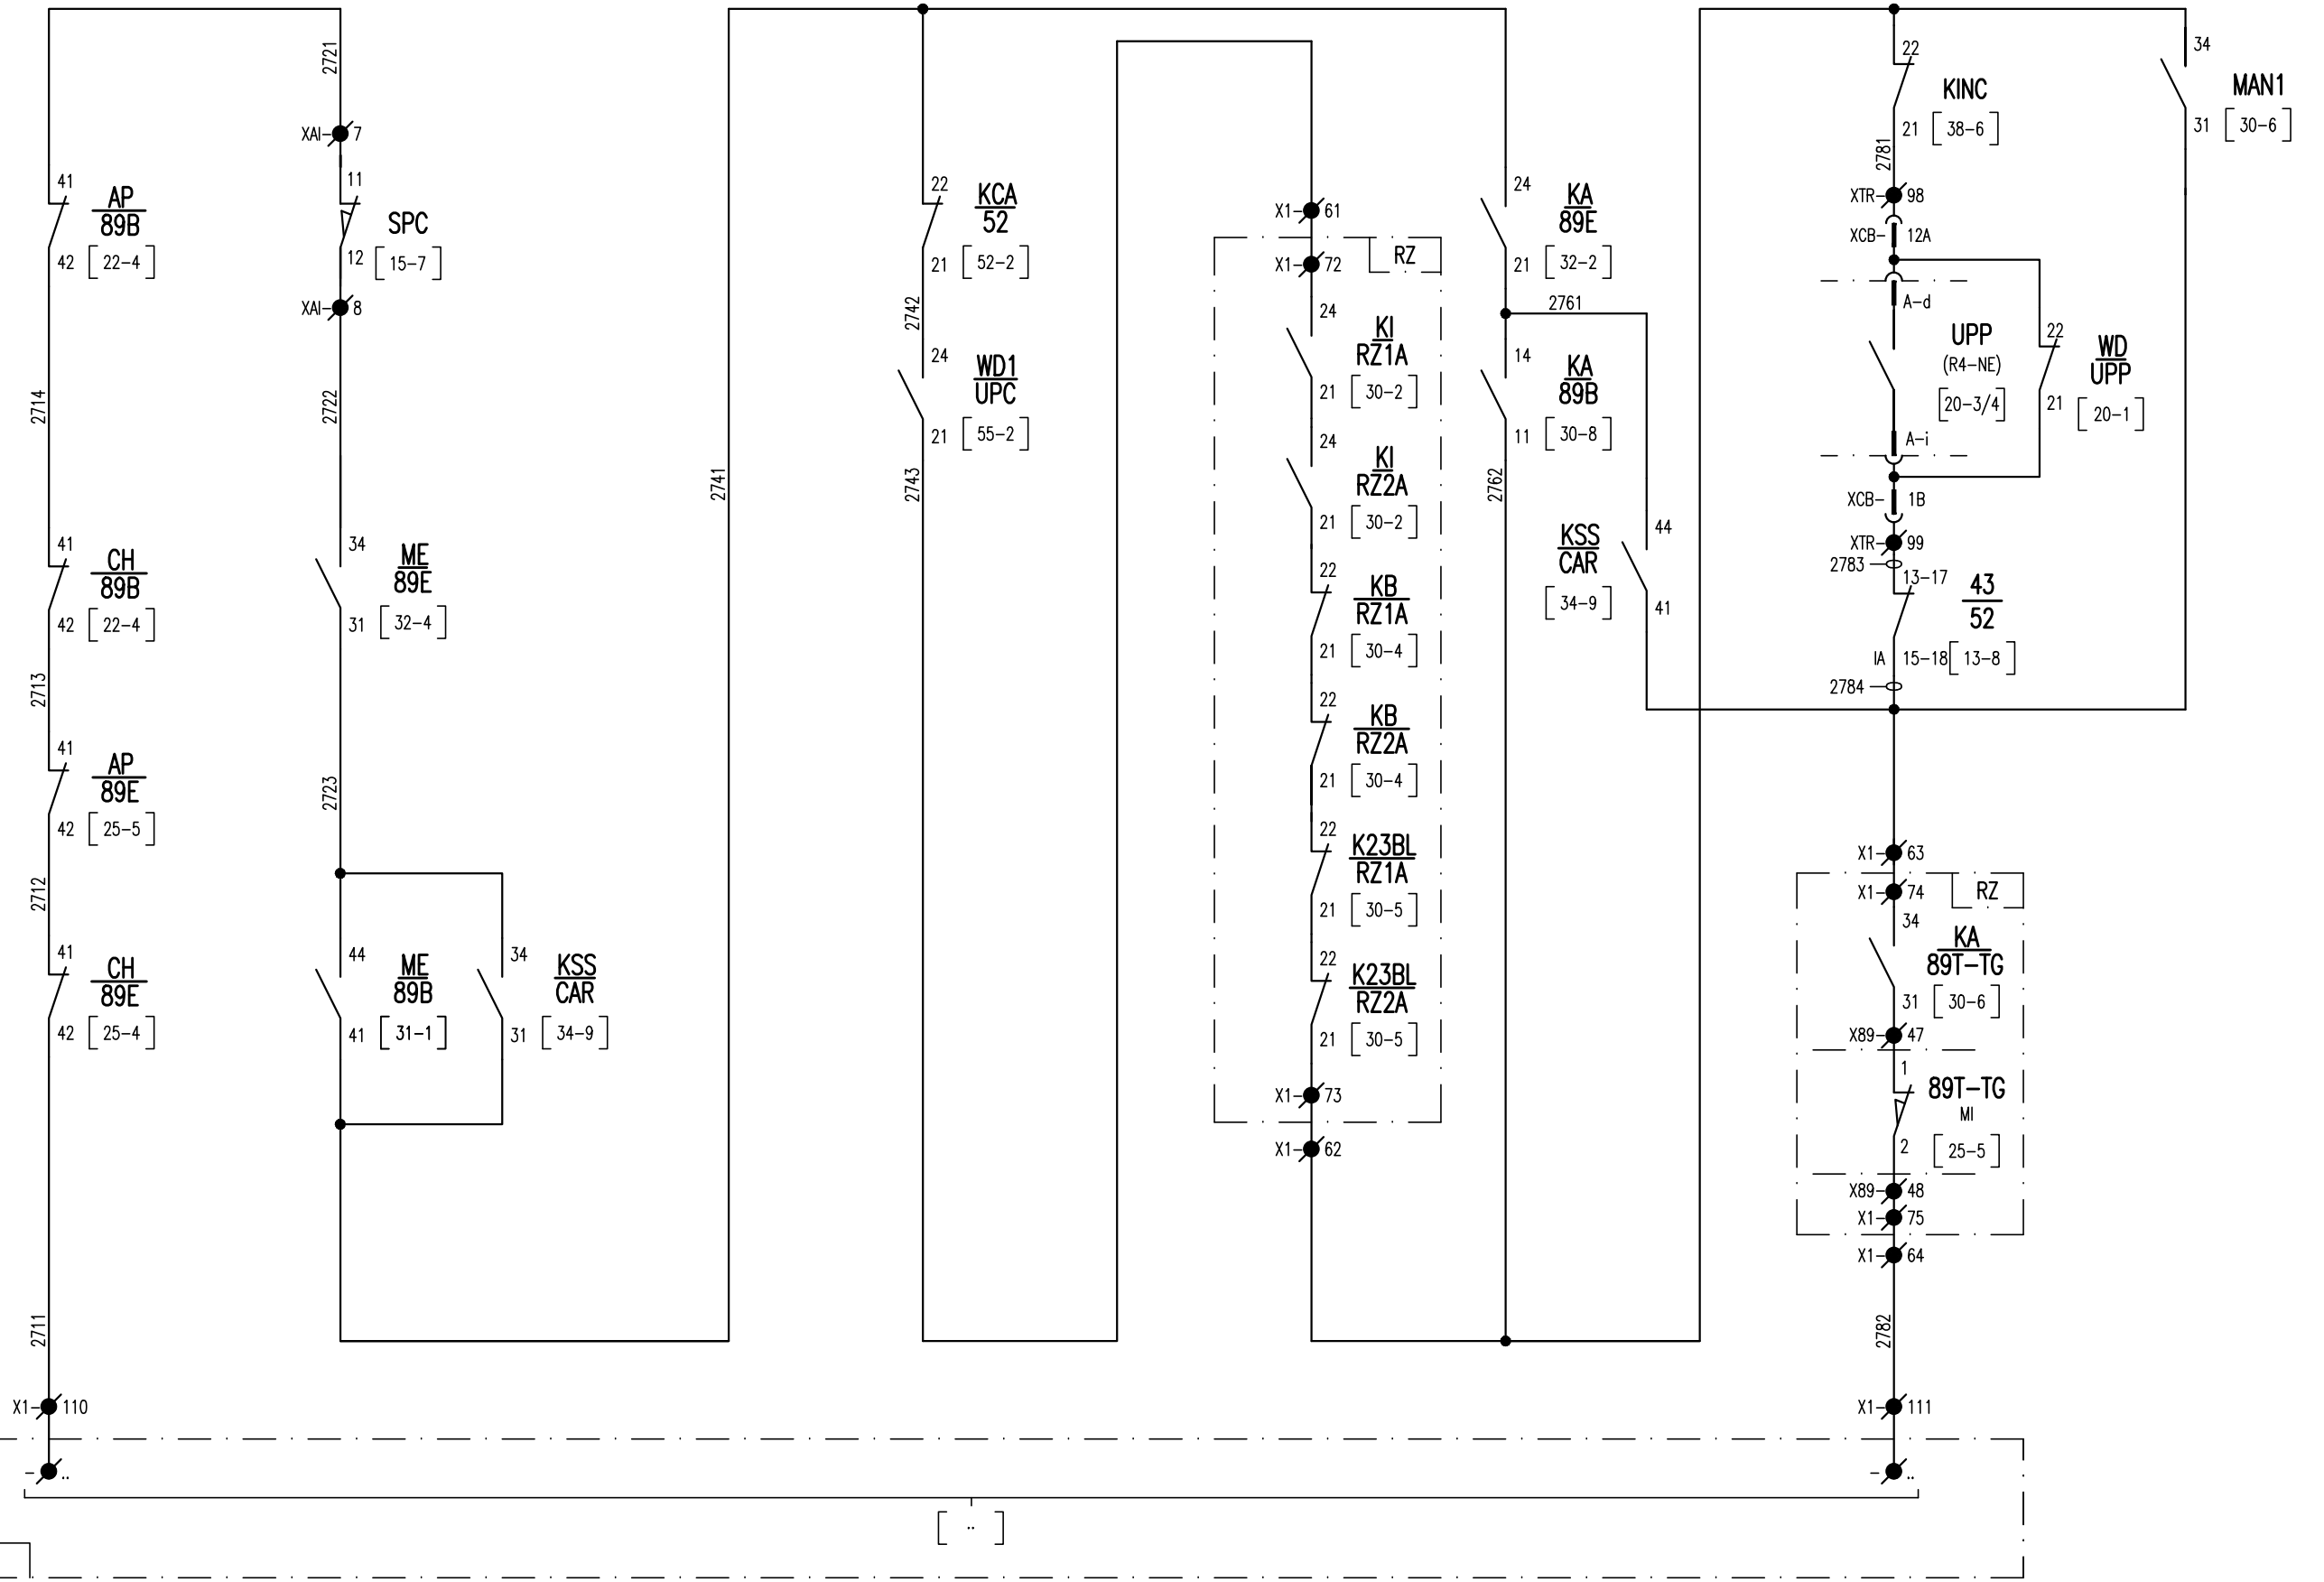 2721
XAI- 7
11
SPC
12 [15-7]
XAI- 8
2722
34
ME
89E
31 [32-4]
2723
44
ME
89B
41 [31-1]
34
KSS
CAR
31 [34-9]
41
AP
89B
42 [22-4]
2714
41
CH
89B
42 [22-4]
2713
41
AP
89E
42 [25-5]
2712
41
CH
89E
42 [25-4]
2711
X1- 110
- ..
2741
22
KCA
52
21 [52-2]
2742
24
WD1
UPC
21 [55-2]
2743
X1- 61
RZ
X1- 72
24
KI
RZ1A
21 [30-2]
24
KI
RZ2A
21 [30-2]
22
KB
RZ1A
21 [30-4]
22
KB
RZ2A
21 [30-4]
22
K23BL
RZ1A
21 [30-5]
22
K23BL
RZ2A
21 [30-5]
X1- 73
X1- 62
24
KA
89E
21 [32-2]
2761
14
KA
89B
11 [30-8]
2762
44
KSS
CAR
[34-9]
41
22
KINC
21 [38-6]
2781
XTR- 98
XCB- 12A
A-d
UPP
(R4-NE)
[20-3/4]
A-i
22
WD
UPP
21 [20-1]
XCB- 1B
XTR- 99
2783
13-17
43
52
IA 15-18 [13-8]
2784
34
MAN1
31 [30-6]
X1- 63
RZ
X1- 74
34
KA
89T-TG
31 [30-6]
X89- 47
1
89T-TG
MI
2 [25-5]
X89- 48
X1- 75
X1- 64
2782
X1- 111
- ..
[ .. ]